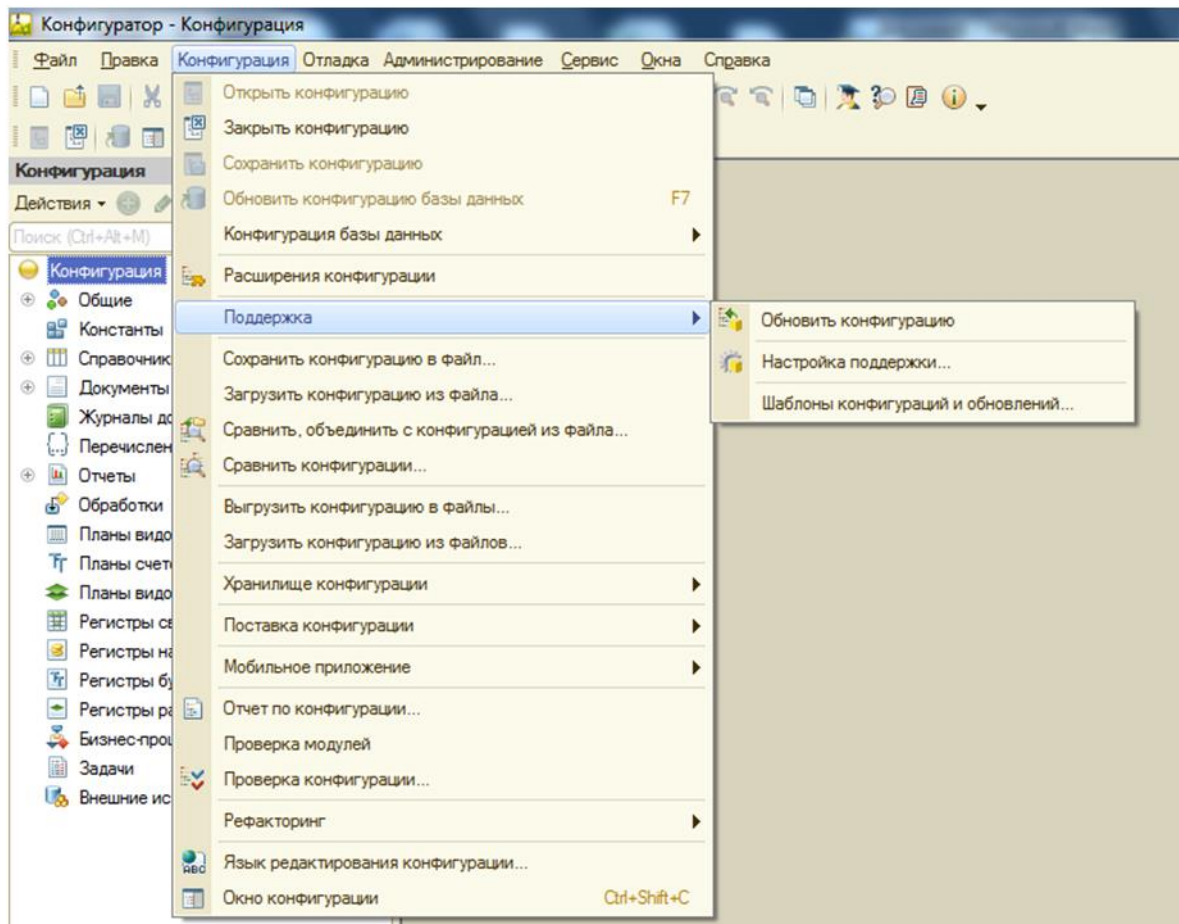 Конфигуратор - Конфигурация
Файл Правка Конфигурация Отладка Администрирование Сервис Окна Справка
Конфигурация
Действия
Поиск (Ctrl+Alt+M)
Конфигурация
Общие
Константы
Справочник
Документы
Журналы до
Перечислен
Отчеты
Обработки
Планы видо
Планы счет
Планы видо
Регистры св
Регистры на
Регистры бу
Регистры ра
Бизнес-про
Задачи
Внешние ис
Открыть конфигурацию
Закрыть конфигурацию
Сохранить конфигурацию
Обновить конфигурацию базы данных F7
Конфигурация базы данных
Расширения конфигурации
Поддержка
Сохранить конфигурацию в файл...
Загрузить конфигурацию из файла...
Сравнить, объединить с конфигурацией из файла...
Сравнить конфигурации...
Выгрузить конфигурацию в файлы...
Загрузить конфигурацию из файлов...
Хранилище конфигурации
Поставка конфигурации
Мобильное приложение
Отчет по конфигурации...
Проверка модулей
Проверка конфигурации...
Рефакторинг
Язык редактирования конфигурации...
Окно конфигурации Ctrl+Shift+C
Обновить конфигурацию
Настройка поддержки...
Шаблоны конфигураций и обновлений...